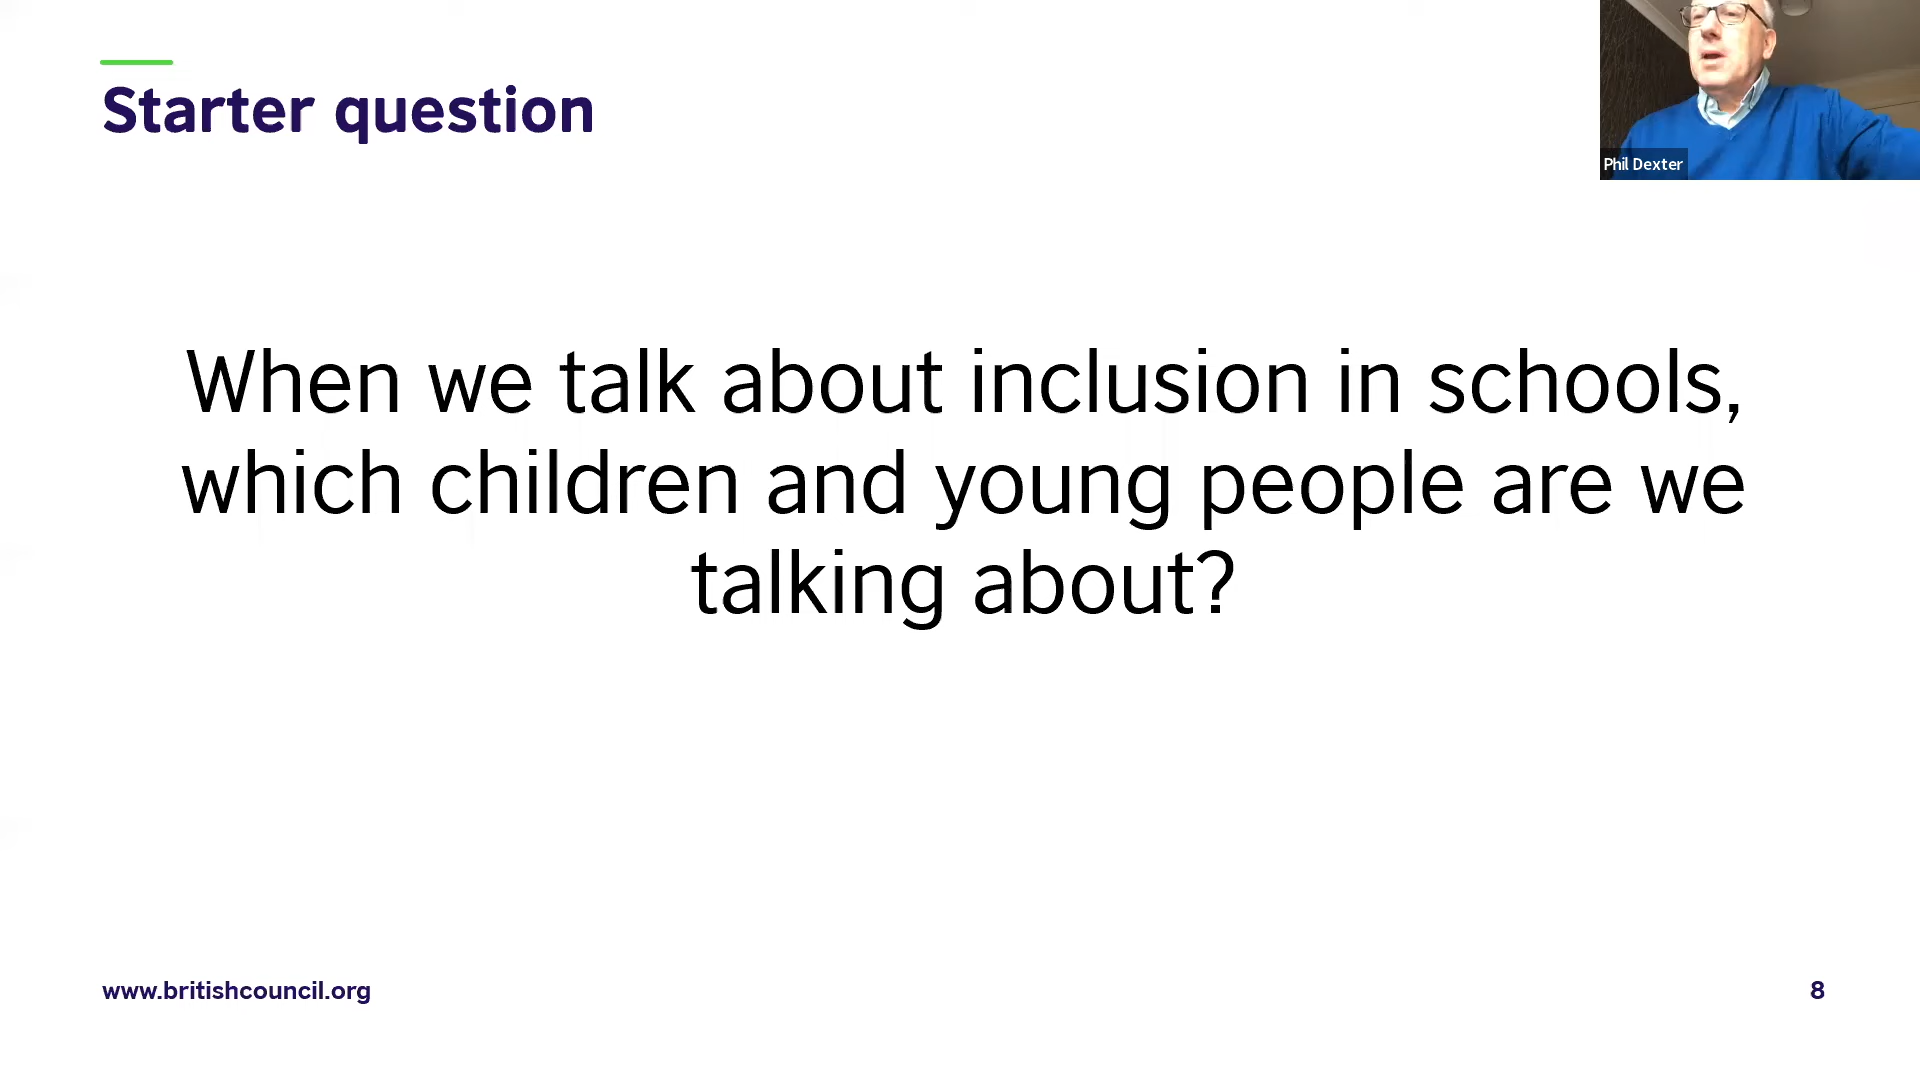 Starter question
Phil Dexter
When we talk about inclusion in schools,
which children and young people are we
talking about?
www.britishcouncil.org
8